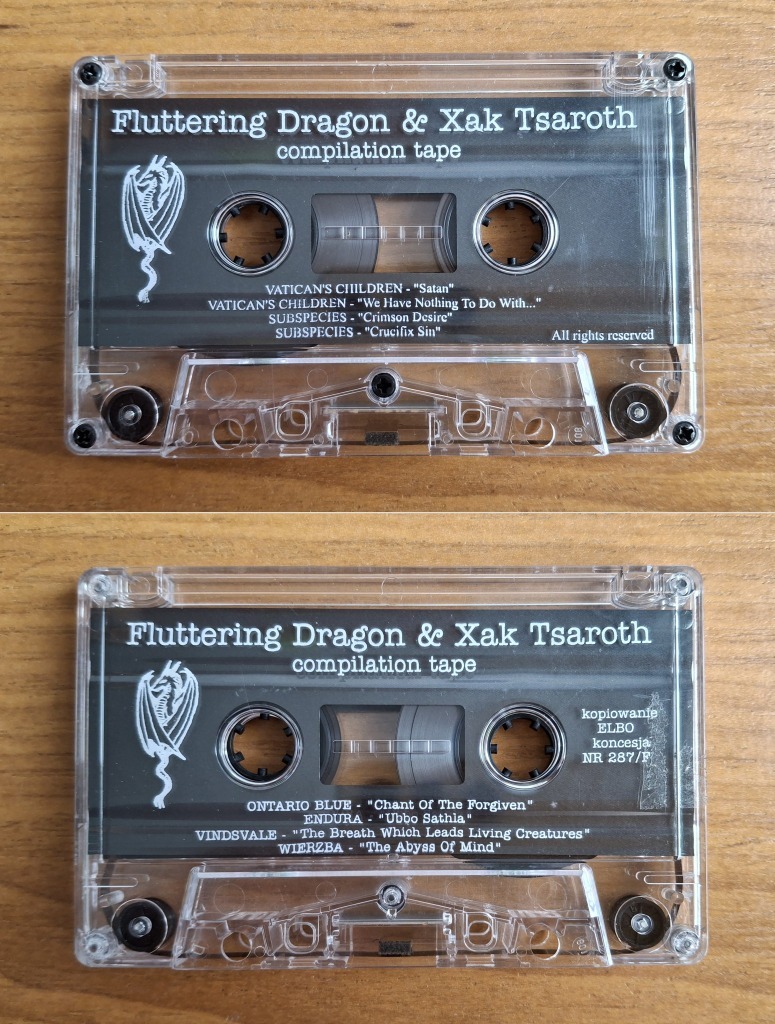 Fluttering Dragon & Xak Tsaroth
compilation tape
VATICAN'S CHILDREN - "Satan"
VATICAN'S CHILDREN - "We Have Nothing To Do With..."
SUBSPECIES - "Crimson Desire"
SUBSPECIES - "Crucifix Sin"
All rights reserved
108
Fluttering Dragon & Xak Tsaroth
compilation tape
kopiowanie
ELBO
koncesja
NR 287/F
ONTARIO BLUE - "Chant Of The Forgiven"
ENDURA - "Ubbo Sathla"
VINDSVALE - "The Breath Which Leads Living Creatures"
WIERZBA - "The Abyss Of Mind"